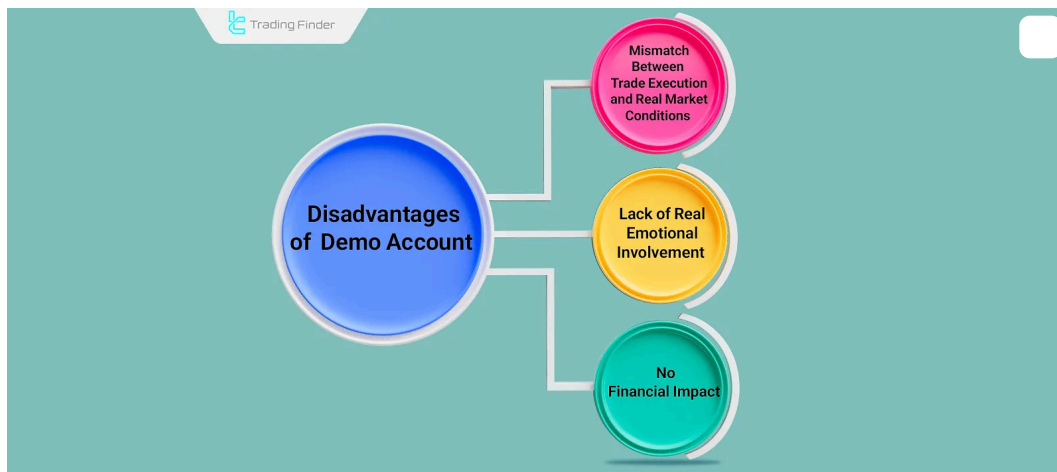 Trading Finder
Disadvantages
of Demo Account
Mismatch
Between
Trade Execution
and Real Market
Conditions
Lack of Real
Emotional
Involvement
No
Financial Impact